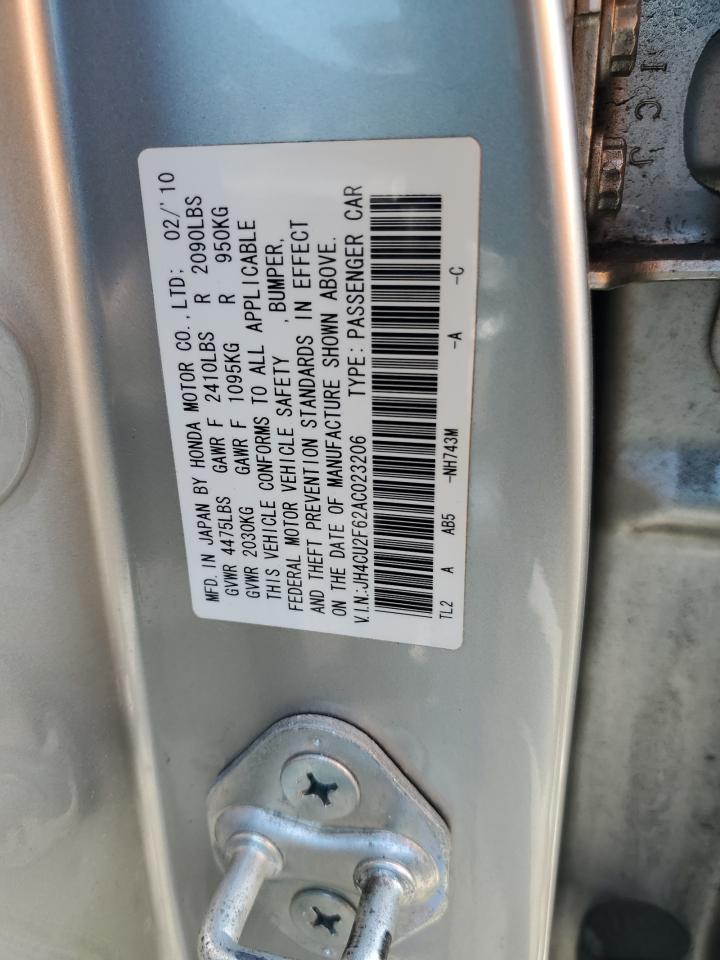 MFD. IN JAPAN BY HONDA MOTOR CO., LTD: 02/'10
GVWR 4475LBS GAWR F 2410LBS R 2090LBS
GVWR 2030KG GAWR F 1095KG R 950KG
THIS VEHICLE CONFORMS TO ALL APPLICABLE
FEDERAL MOTOR VEHICLE SAFETY , BUMPER,
AND THEFT PREVENTION STANDARDS IN EFFECT
ON THE DATE OF MANUFACTURE SHOWN ABOVE.
V.I.N.:JH4CU2F62AC023206 TYPE: PASSENGER CAR
TL2 A AB5 -NH743M -A -C
I C J